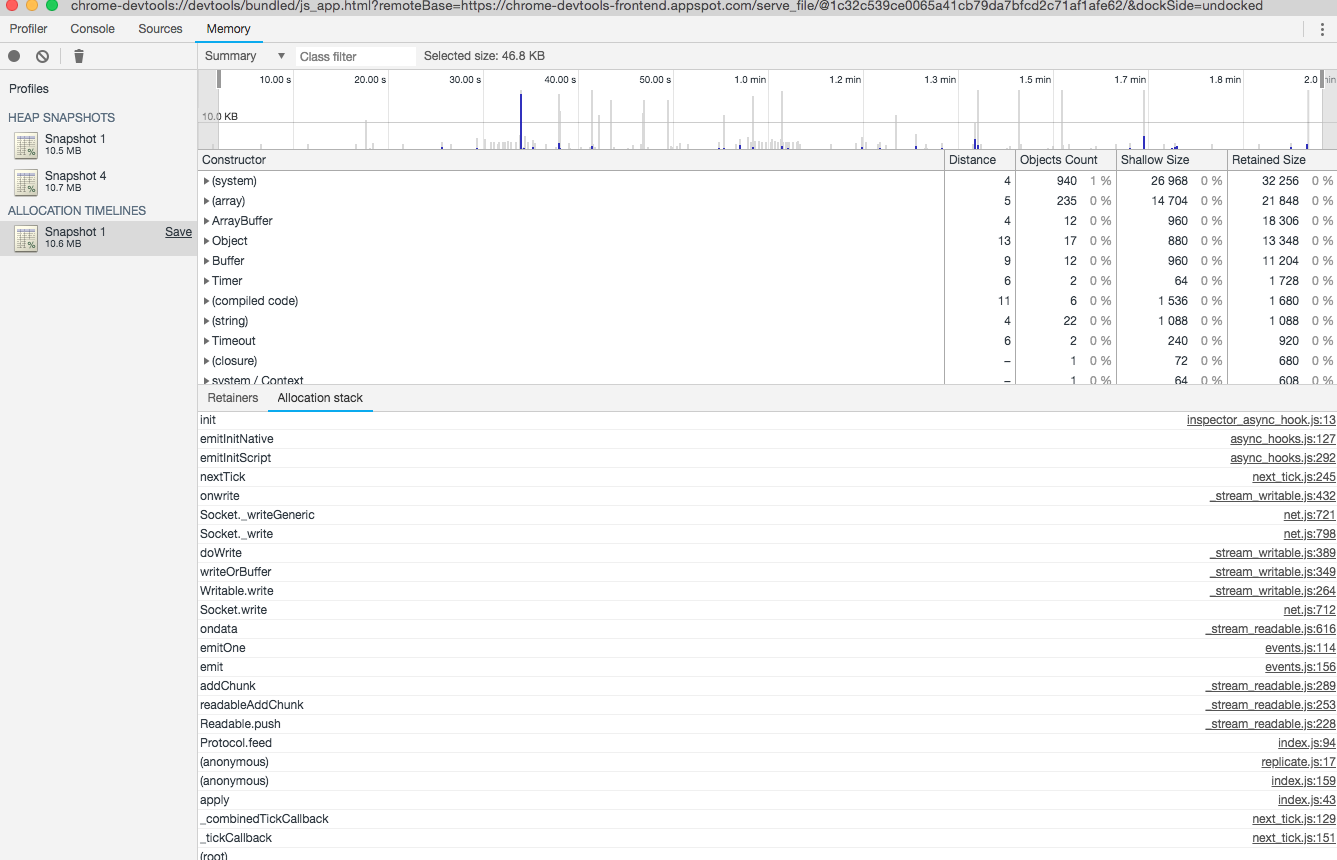 chrome-devtools://devtools/bundled/js_app.html?remoteBase=https://chrome-devtools-frontend.appspot.com/serve_file/@1c32c539ce0065a41cb79da7bfcd2c71af1afe62/&dockSide=undocked
Profiler Console Sources Memory
Summary ▼ Class filter Selected size: 46.8 KB
Profiles
HEAP SNAPSHOTS
Snapshot 1
10.5 MB
Snapshot 4
10.7 MB
ALLOCATION TIMELINES
Snapshot 1 Save
10.6 MB
10.00 s 20.00 s 30.00 s 40.00 s 50.00 s 1.0 min 1.2 min 1.3 min 1.5 min 1.7 min 1.8 min 2.0 min
10.0 KB
Constructor Distance Objects Count Shallow Size Retained Size
(system) 4 940 1 % 26 968 0 % 32 256 0 %
(array) 5 235 0 % 14 704 0 % 21 848 0 %
ArrayBuffer 4 12 0 % 960 0 % 18 306 0 %
Object 13 17 0 % 880 0 % 13 348 0 %
Buffer 9 12 0 % 960 0 % 11 204 0 %
Timer 6 2 0 % 64 0 % 1 728 0 %
(compiled code) 11 6 0 % 1 536 0 % 1 680 0 %
(string) 4 22 0 % 1 088 0 % 1 088 0 %
Timeout 6 2 0 % 240 0 % 920 0 %
(closure) – 1 0 % 72 0 % 680 0 %
system / Context – 1 0 % 64 0 % 608 0 %
Retainers Allocation stack
init inspector_async_hook.js:13
emitInitNative async_hooks.js:127
emitInitScript async_hooks.js:292
nextTick next_tick.js:245
onwrite _stream_writable.js:432
Socket._writeGeneric net.js:721
Socket._write net.js:798
doWrite _stream_writable.js:389
writeOrBuffer _stream_writable.js:349
Writable.write _stream_writable.js:264
Socket.write net.js:712
ondata _stream_readable.js:616
emitOne events.js:114
emit events.js:156
addChunk _stream_readable.js:289
readableAddChunk _stream_readable.js:253
Readable.push _stream_readable.js:228
Protocol.feed index.js:94
(anonymous) replicate.js:17
(anonymous) index.js:159
apply index.js:43
_combinedTickCallback next_tick.js:129
_tickCallback next_tick.js:151
(root)